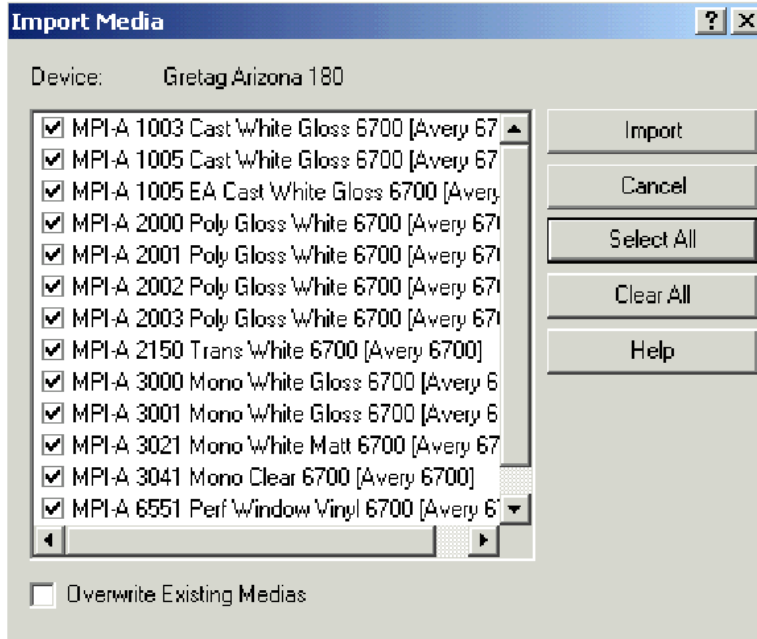 Import Media
Device: Gretag Arizona 180
MPI-A 1003 Cast White Gloss 6700 [Avery 67
MPI-A 1005 Cast White Gloss 6700 [Avery 67
MPI-A 1005 EA Cast White Gloss 6700 [Avery
MPI-A 2000 Poly Gloss White 6700 [Avery 670
MPI-A 2001 Poly Gloss White 6700 [Avery 670
MPI-A 2002 Poly Gloss White 6700 [Avery 670
MPI-A 2003 Poly Gloss White 6700 [Avery 670
MPI-A 2150 Trans White 6700 [Avery 6700]
MPI-A 3000 Mono White Gloss 6700 [Avery 6
MPI-A 3001 Mono White Gloss 6700 [Avery 6
MPI-A 3021 Mono White Matt 6700 [Avery 67
MPI-A 3041 Mono Clear 6700 [Avery 6700]
MPI-A 6551 Perf Window Vinyl 6700 [Avery 67
Import
Cancel
Select All
Clear All
Help
Overwrite Existing Medias